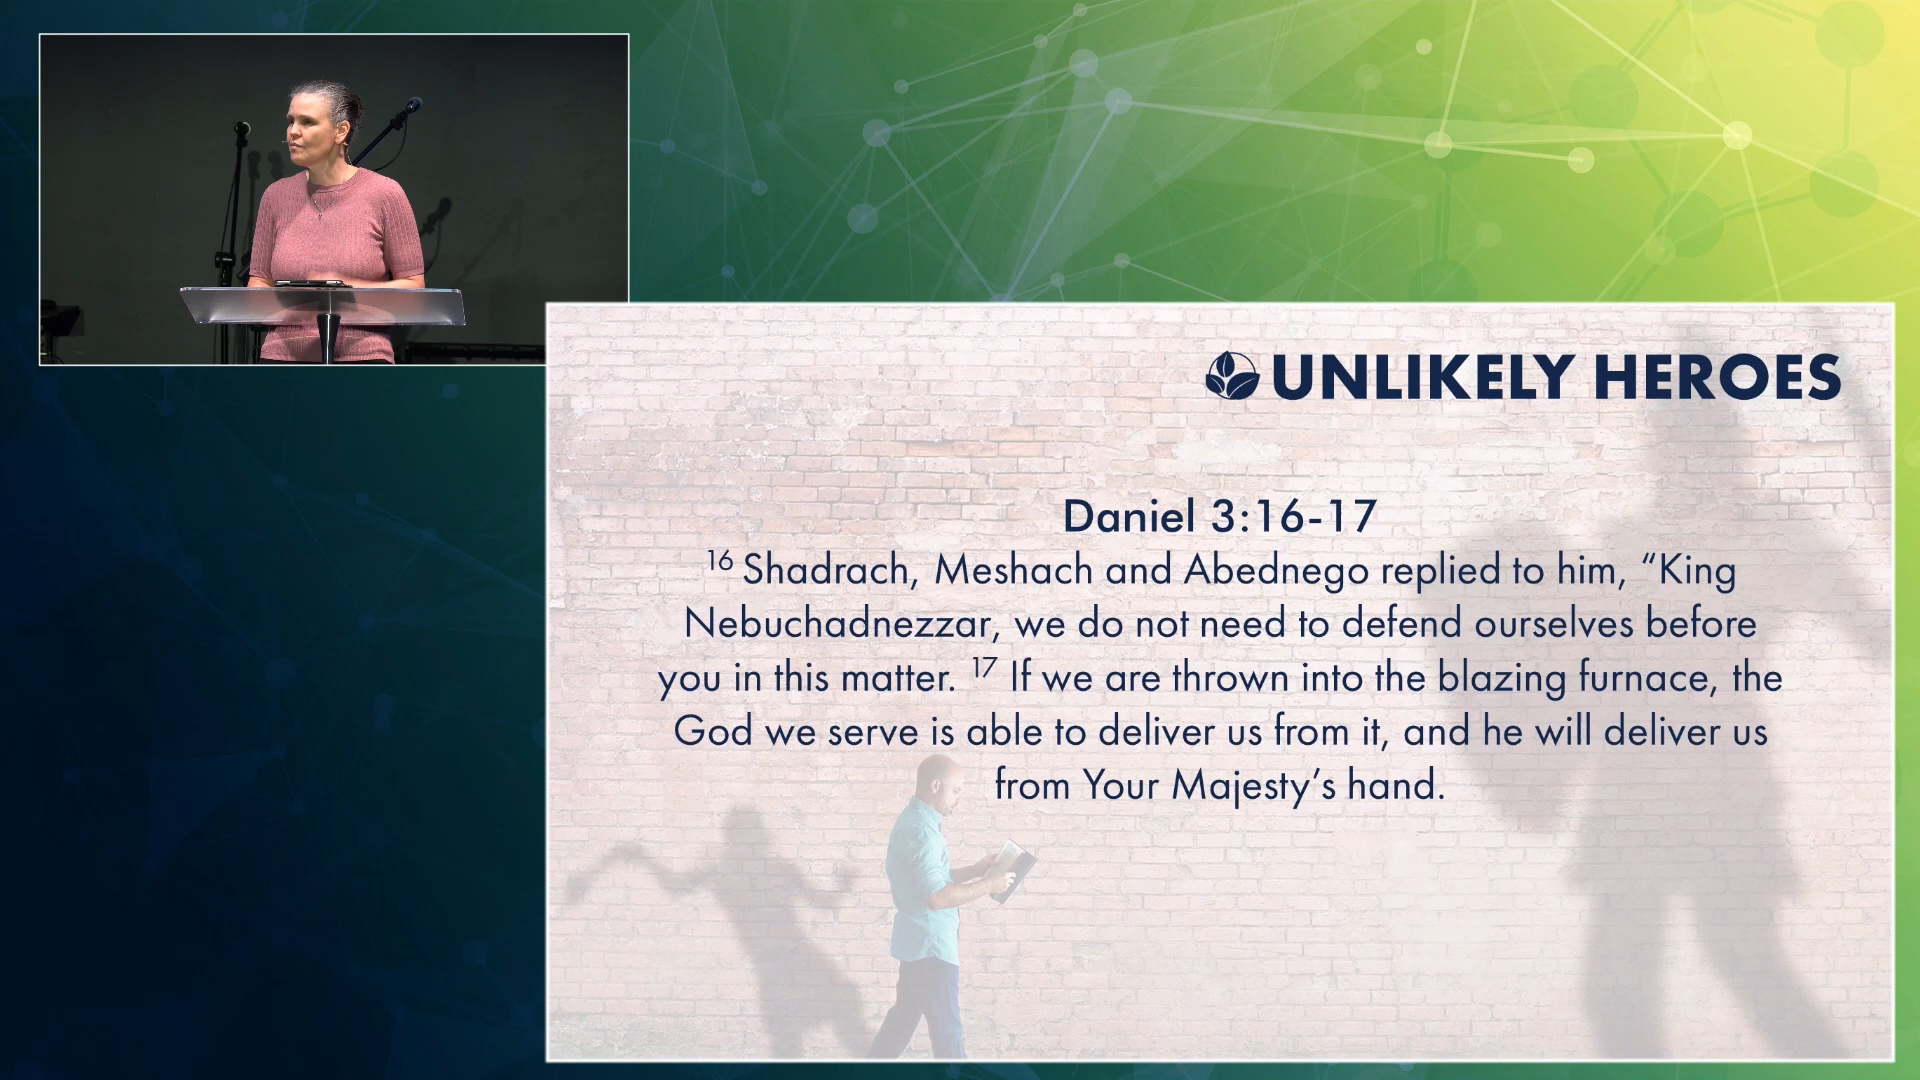 UNLIKELY HEROES
Daniel 3:16-17
16 Shadrach, Meshach and Abednego replied to him, “King
Nebuchadnezzar, we do not need to defend ourselves before
you in this matter. 17 If we are thrown into the blazing furnace, the
God we serve is able to deliver us from it, and he will deliver us
from Your Majesty’s hand.